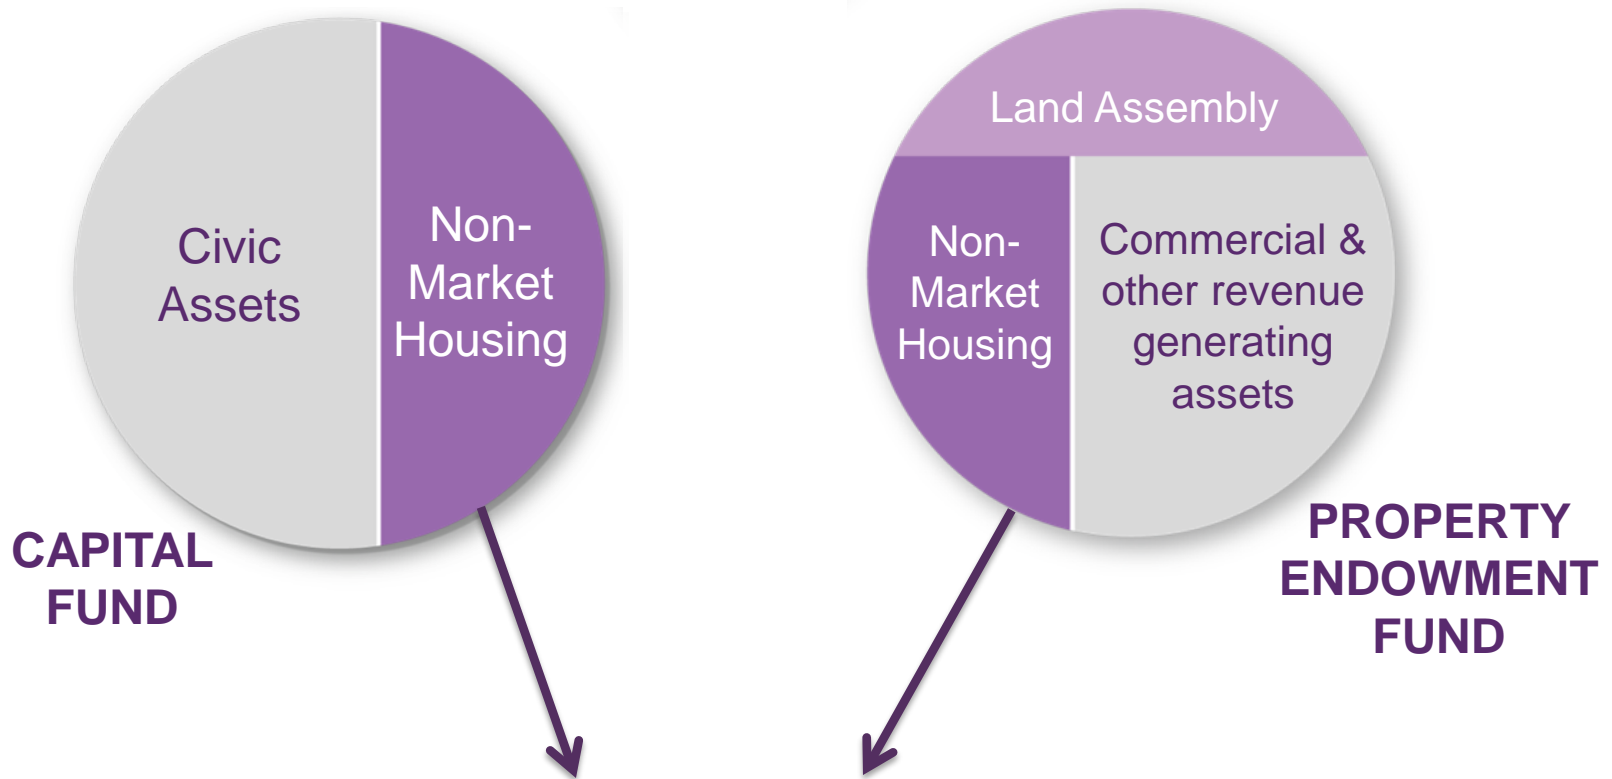 Civic
Assets
Non-
Market
Housing
CAPITAL
FUND
Land Assembly
Non-
Market
Housing
Commercial &
other revenue
generating
assets
PROPERTY
ENDOWMENT
FUND